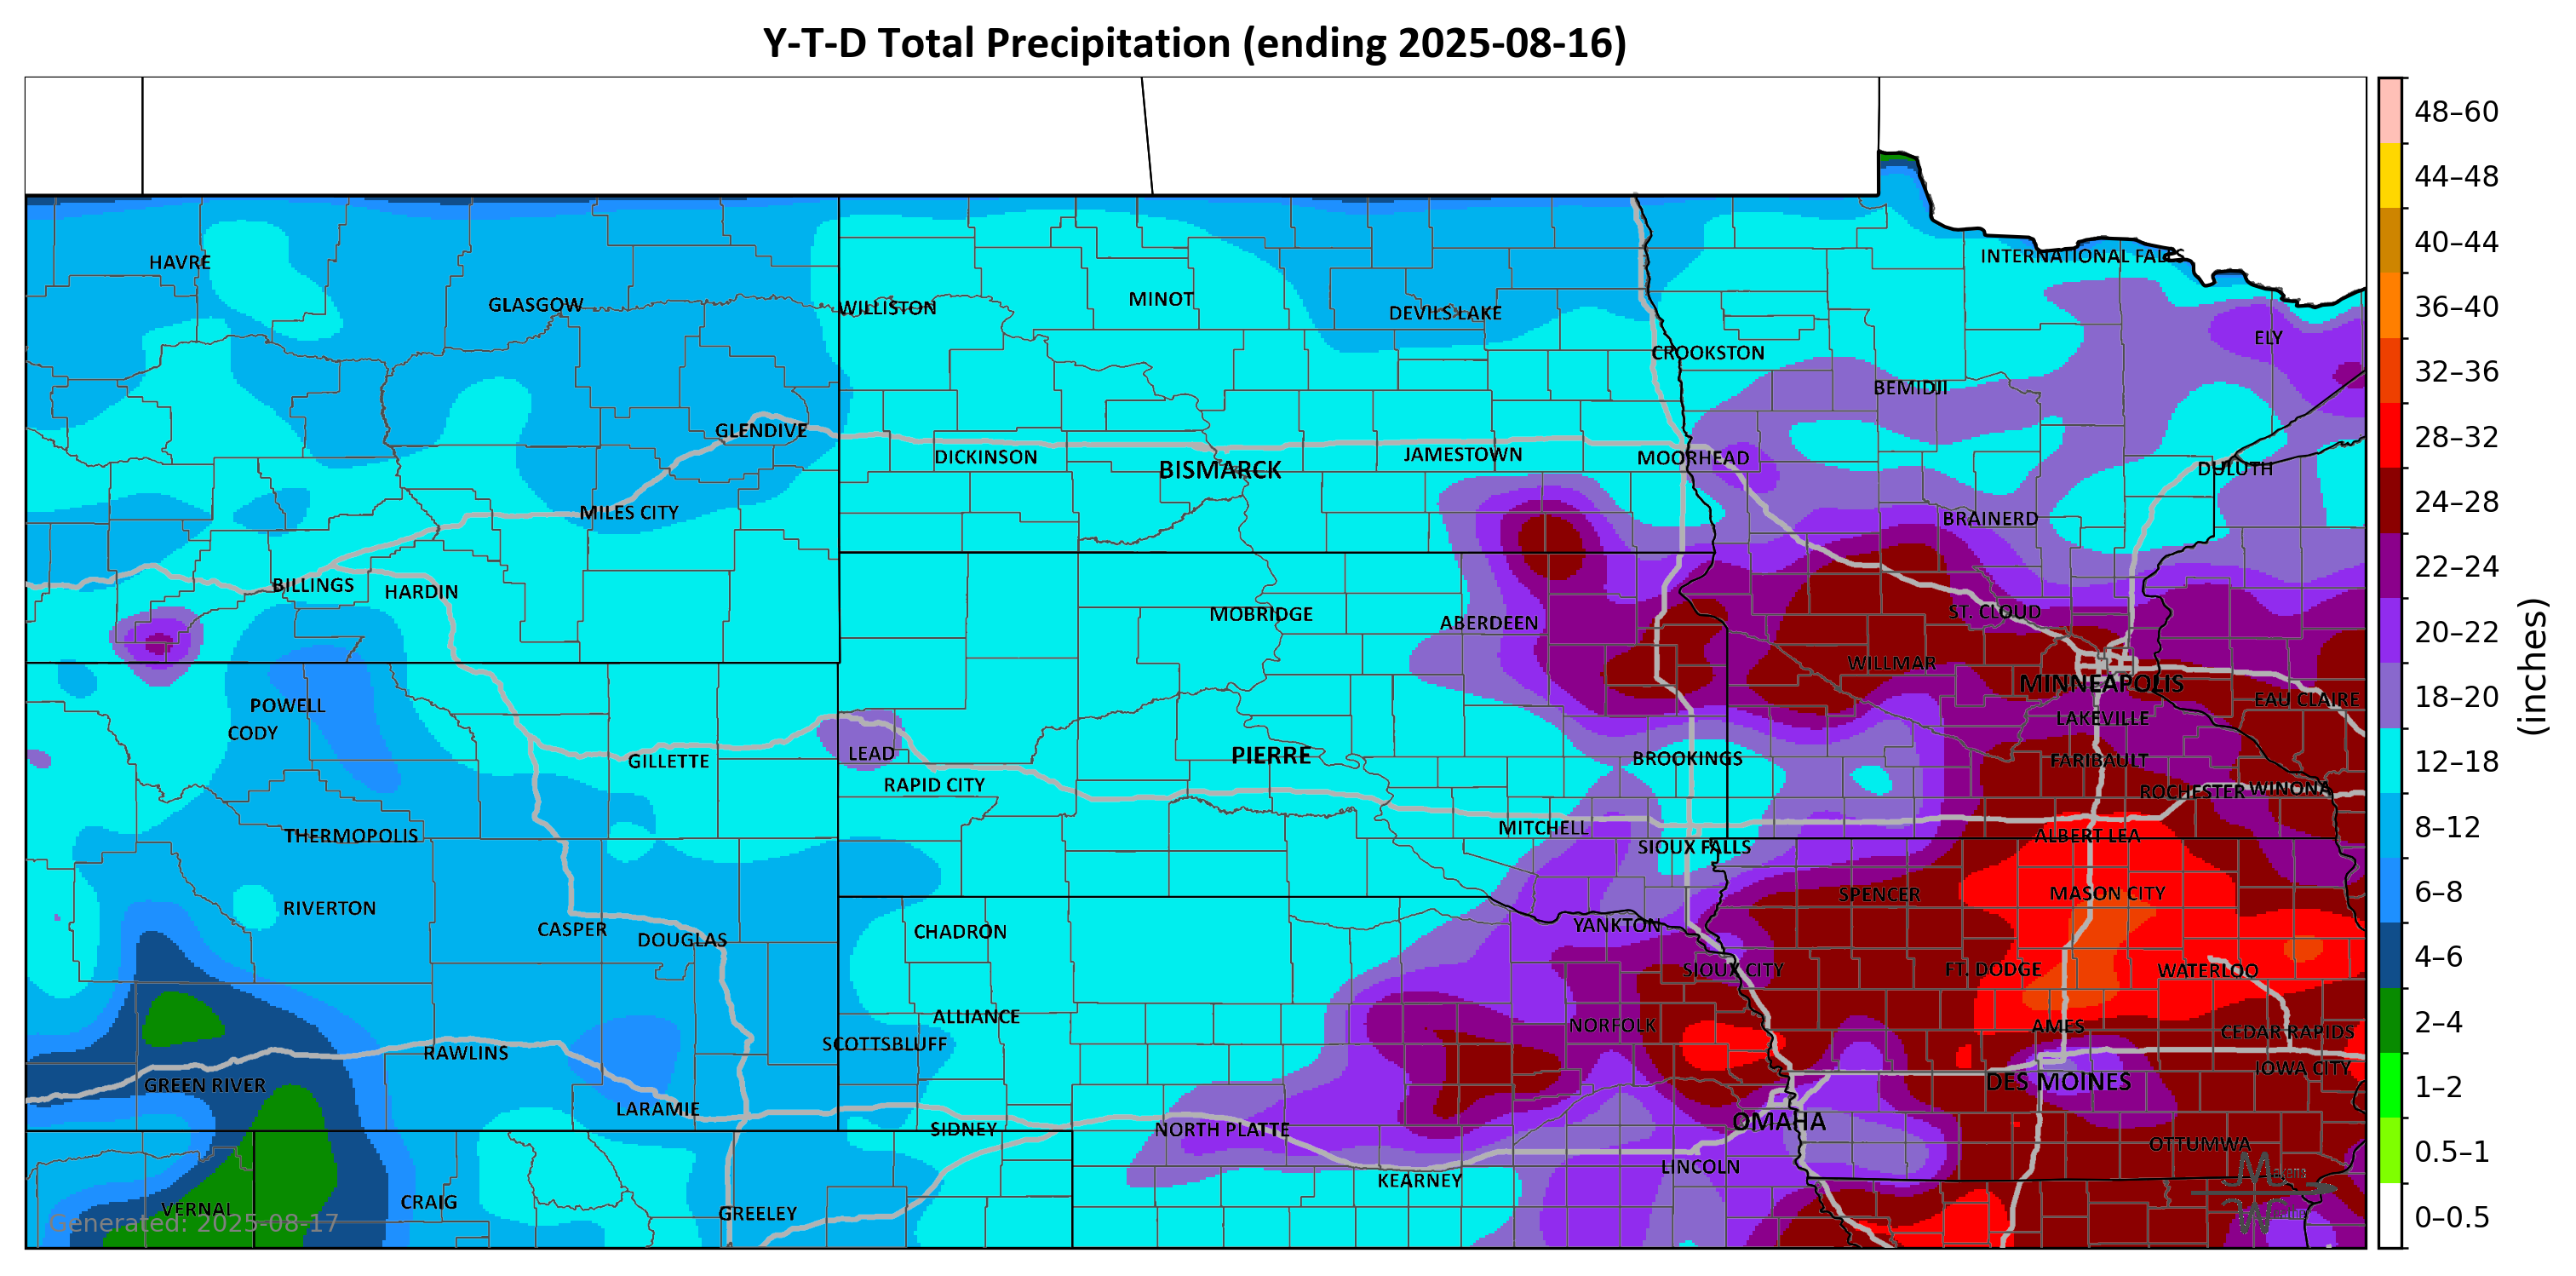 Y-T-D Total Precipitation (ending 2025-08-16)
48–60
44–48
40–44
36–40
32–36
28–32
24–28
22–24
20–22
18–20
12–18
8–12
6–8
4–6
2–4
1–2
0.5–1
0–0.5
(inches)
INTERNATIONAL FALLS
HAVRE
GLASGOW
WILLISTON
MINOT
DEVILS LAKE
ELY
CROOKSTON
BEMIDJI
GLENDIVE
DICKINSON
BISMARCK
JAMESTOWN
MOORHEAD
DULUTH
MILES CITY
BRAINERD
BILLINGS
HARDIN
MOBRIDGE
ABERDEEN
ST. CLOUD
WILLMAR
MINNEAPOLIS
EAU CLAIRE
POWELL
LAKEVILLE
CODY
GILLETTE
LEAD
PIERRE
BROOKINGS
FARIBAULT
RAPID CITY
ROCHESTER
WINONA
THERMOPOLIS
MITCHELL
ALBERT LEA
SIOUX FALLS
RIVERTON
SPENCER
MASON CITY
CASPER
DOUGLAS
CHADRON
YANKTON
SIOUX CITY
FT. DODGE
WATERLOO
ALLIANCE
NORFOLK
AMES
CEDAR RAPIDS
RAWLINS
SCOTTSBLUFF
IOWA CITY
GREEN RIVER
DES MOINES
LARAMIE
OMAHA
SIDNEY
NORTH PLATTE
OTTUMWA
LINCOLN
KEARNEY
VERNAL
CRAIG
GREELEY
Generated: 2025-08-17